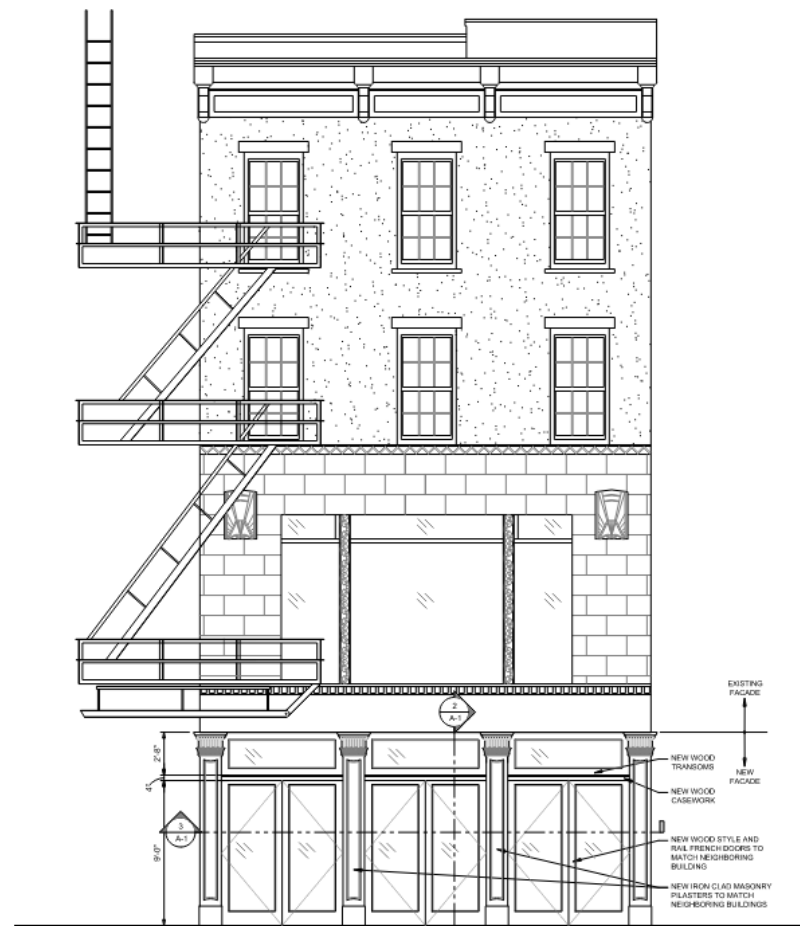 EXISTING
FACADE
2
A-1
NEW
FACADE
2'-8"
NEW WOOD
TRANSOMS
4"
NEW WOOD
CASEWORK
3
A-1
9'-0"
NEW WOOD STYLE AND
RAIL FRENCH DOORS TO
MATCH NEIGHBORING
BUILDING
NEW IRON CLAD MASONRY
PILASTERS TO MATCH
NEIGHBORING BUILDINGS